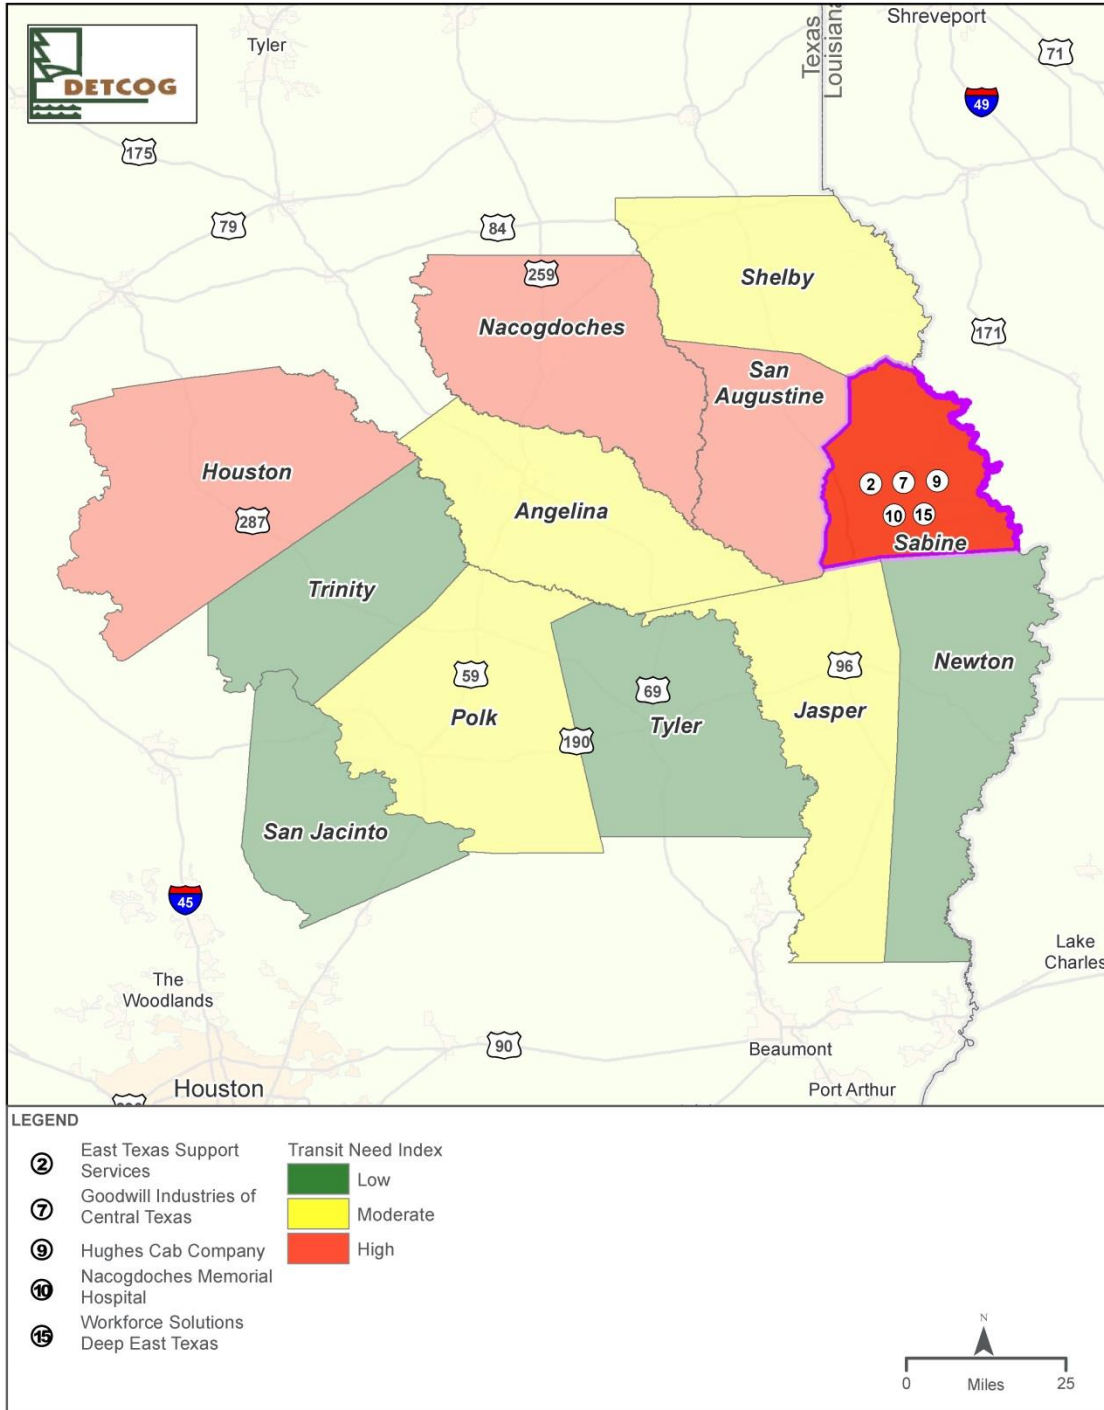 Shreveport
Tyler
Texas
Louisiana
DETCOG
71
49
175
79
84
259
Shelby
171
Nacogdoches
San
Augustine
Houston
287
2
7
9
10
15
Sabine
Angelina
Trinity
Newton
59
69
96
Polk
Tyler
Jasper
190
San Jacinto
45
Lake
Charles
The
Woodlands
90
Beaumont
Houston
Port Arthur
LEGEND
2 East Texas Support
Services
7 Goodwill Industries of
Central Texas
9 Hughes Cab Company
10 Nacogdoches Memorial
Hospital
15 Workforce Solutions
Deep East Texas
Transit Need Index
Low
Moderate
High
N
0 Miles 25